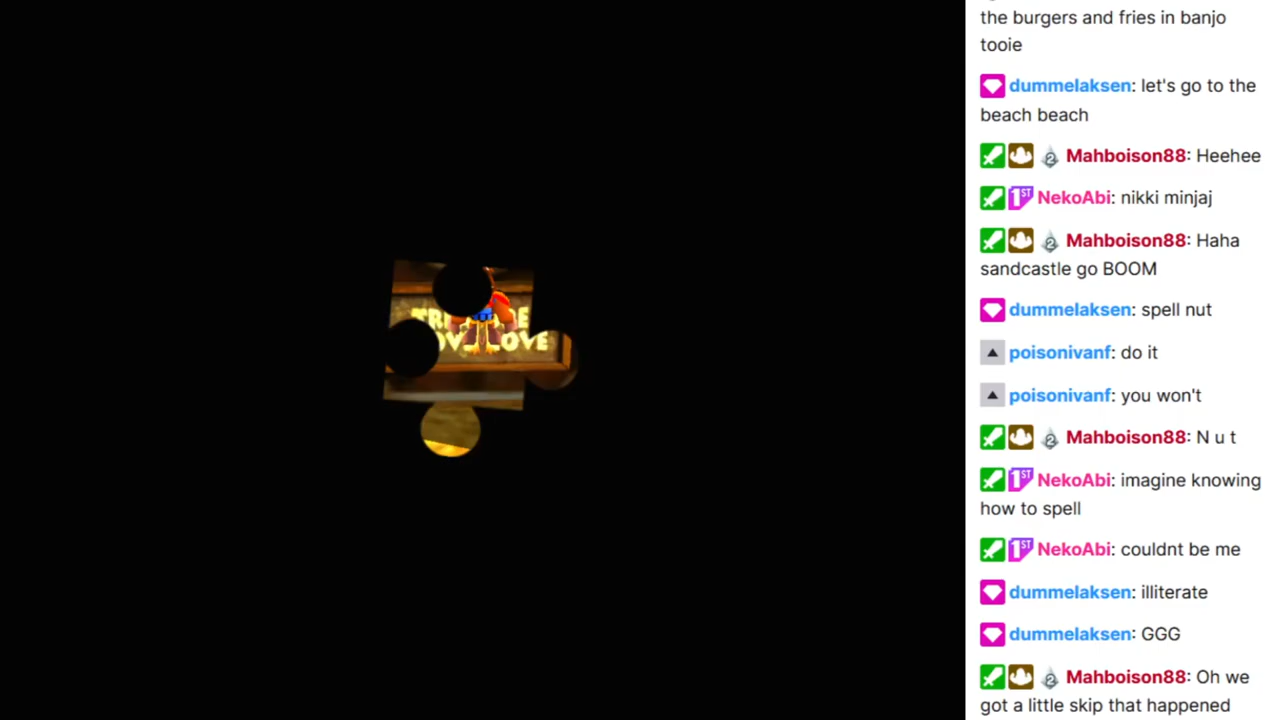 OVE
the burgers and fries in banjo
tooie
dummelaksen: let's go to the
beach beach
Mahboison88: Heehee
NekoAbi: nikki minjaj
Mahboison88: Haha
sandcastle go BOOM
dummelaksen: spell nut
poisonivanf: do it
poisonivanf: you won't
Mahboison88: N u t
NekoAbi: imagine knowing
how to spell
NekoAbi: couldnt be me
dummelaksen: illiterate
dummelaksen: GGG
Mahboison88: Oh we
got a little skip that happened